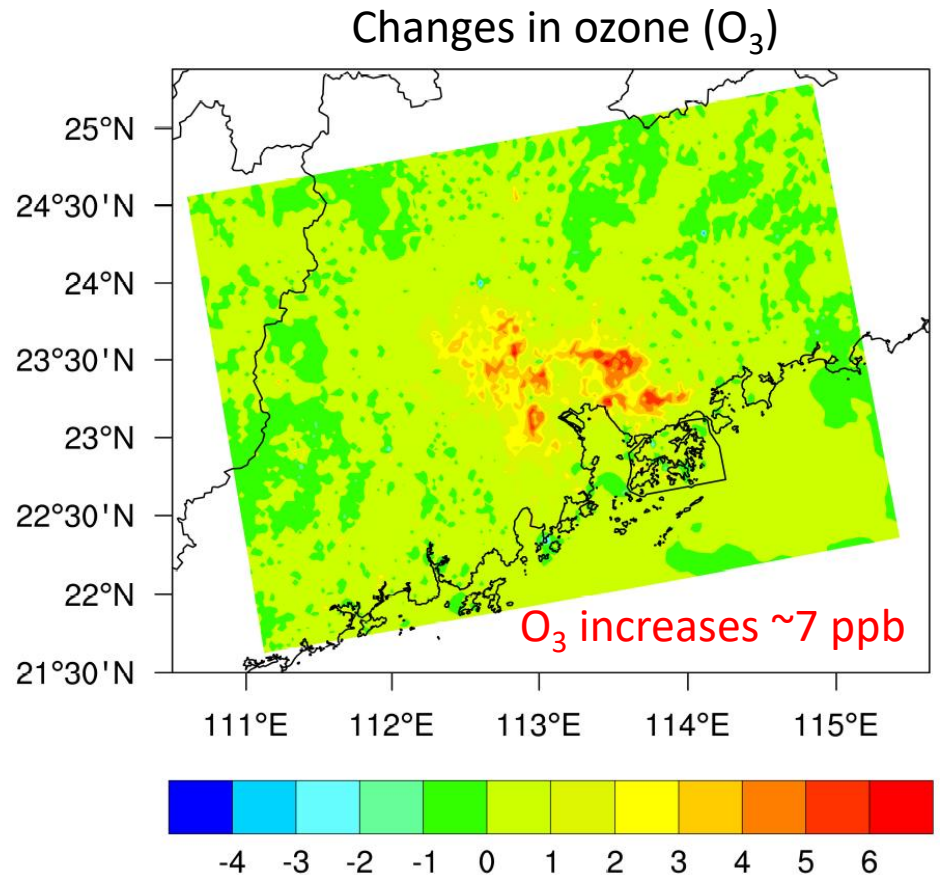 Changes in ozone (O₃)
25°N
24°30'N
24°N
23°30'N
23°N
22°30'N
22°N
21°30'N
O₃ increases ~7 ppb
111°E 112°E 113°E 114°E 115°E
-4 -3 -2 -1 0 1 2 3 4 5 6